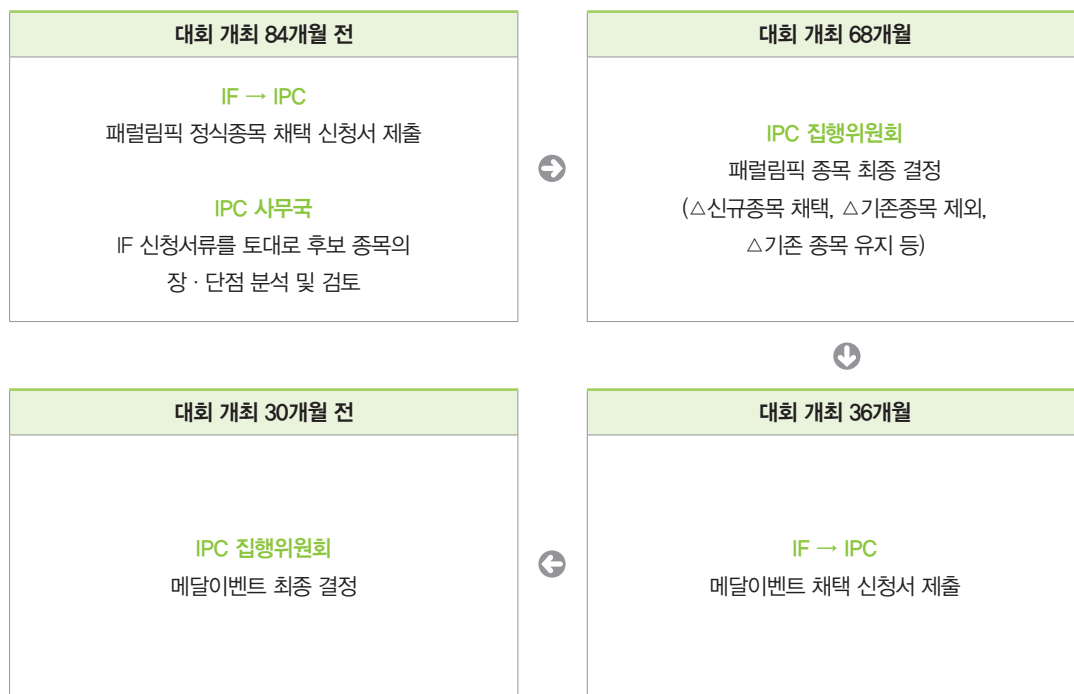 대회 개최 84개월 전
IF → IPC
패럴림픽 정식종목 채택 신청서 제출
IPC 사무국
IF 신청서류를 토대로 후보 종목의
장 · 단점 분석 및 검토
대회 개최 68개월
IPC 집행위원회
패럴림픽 종목 최종 결정
(△신규종목 채택, △기존종목 제외,
△기존 종목 유지 등)
대회 개최 36개월
IF → IPC
메달이벤트 채택 신청서 제출
대회 개최 30개월 전
IPC 집행위원회
메달이벤트 최종 결정